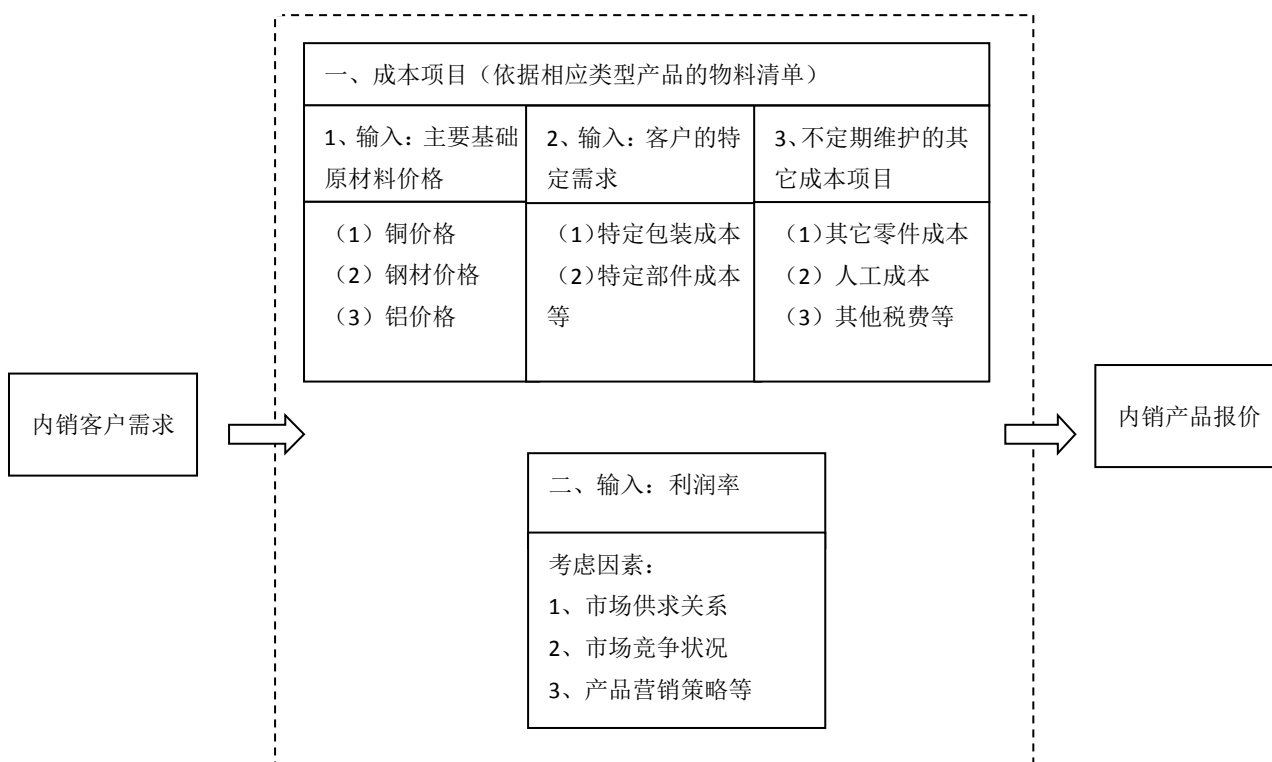 一、成本项目（依据相应类型产品的物料清单）
1、输入：主要基础
原材料价格
2、输入：客户的特
定需求
3、不定期维护的其
它成本项目
（1）铜价格
（2）钢材价格
（3）铝价格
（1）特定包装成本
（2）特定部件成本
等
（1）其它零件成本
（2）人工成本
（3）其他税费等
内销客户需求
内销产品报价
二、输入：利润率
考虑因素：
1、市场供求关系
2、市场竞争状况
3、产品营销策略等